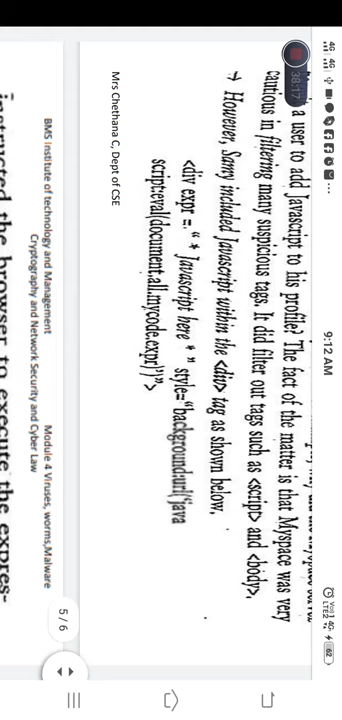 9:12 AM
Vo)) 4G
LTE2
62
38:17
a user to add Javascript to his profile? The fact of the matter is that Myspace was very
cautious in filtering many suspicious tags. It did filter out tags such as <script> and <body>.
→ However, Samy included Javascript within the <div> tag as shown below.
<div expr =. " * Javascript here * " style="background:url('java
script:eval(document.all.mycode.expr)')">
Mrs Chethana C, Dept of CSE
5 / 6
BMS Institute of technology and Management Module 4 Viruses, worms,Malware
Cryptography and Network Security and Cyber Law
instructed the browser to execute the expres-